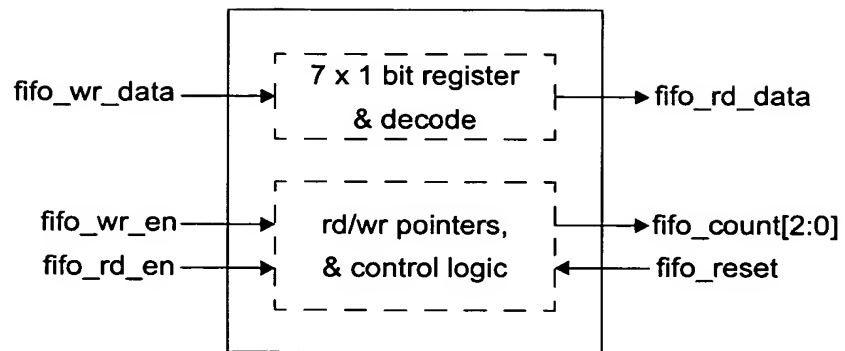 fifo_wr_data
7 x 1 bit register
& decode
fifo_rd_data
fifo_wr_en
fifo_rd_en
rd/wr pointers,
& control logic
fifo_count[2:0]
fifo_reset